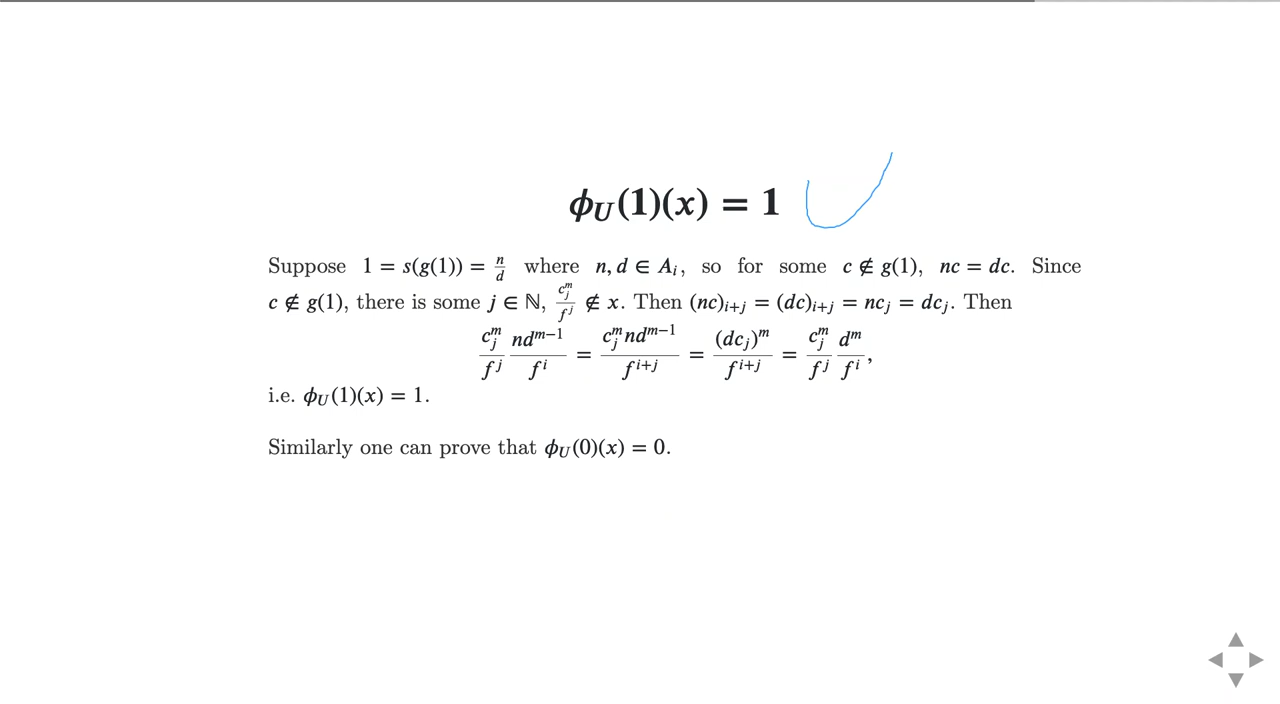 ϕ_U(1)(x) = 1
Suppose 1 = s(g(1)) = n/d where n, d ∈ A_i, so for some c ∉ g(1), nc = dc. Since
c ∉ g(1), there is some j ∈ ℕ, c_j^m/f^j ∉ x. Then (nc)_{i+j} = (dc)_{i+j} = nc_j = dc_j. Then
c_j^m/f^j nd^{m−1}/f^i = c_j^m nd^{m−1}/f^{i+j} = (dc_j)^m/f^{i+j} = c_j^m/f^j d^m/f^i,
i.e. ϕ_U(1)(x) = 1.
Similarly one can prove that ϕ_U(0)(x) = 0.